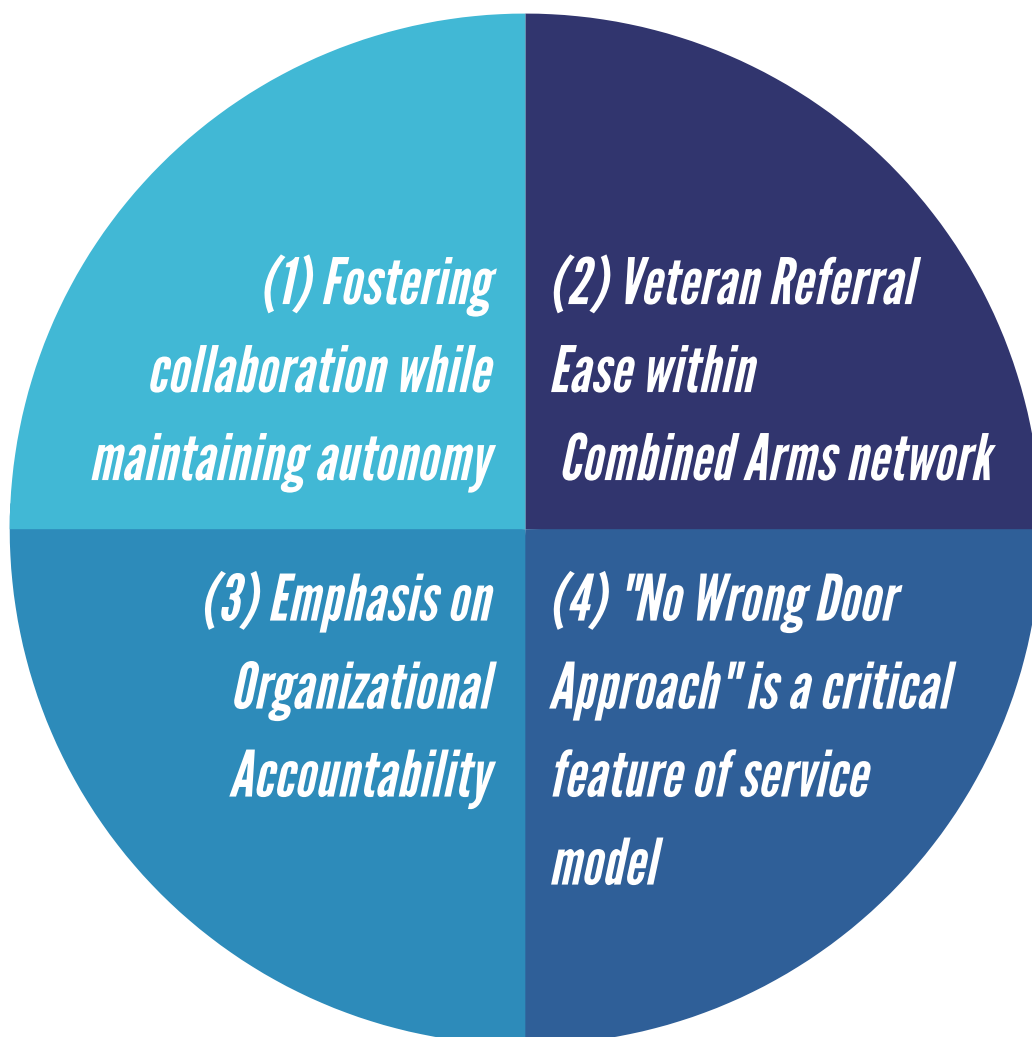 (1) Fostering
collaboration while
maintaining autonomy
(2) Veteran Referral
Ease within
Combined Arms network
(3) Emphasis on
Organizational
Accountability
(4) "No Wrong Door
Approach" is a critical
feature of service
model